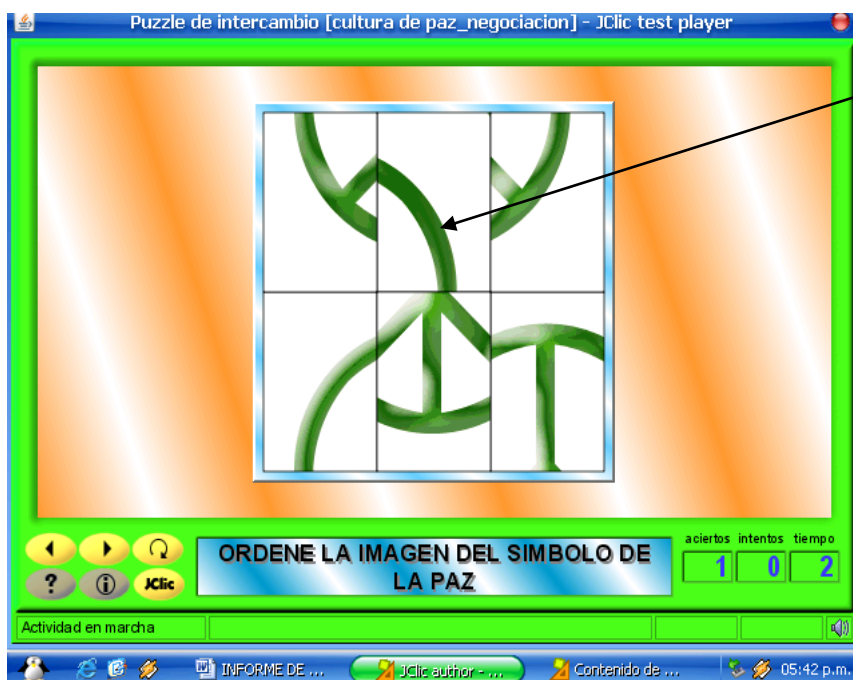 Puzzle de intercambio [cultura de paz_negociacion] - JClic test player
aciertos intentos tiempo
ORDENE LA IMAGEN DEL SIMBOLO DE
LA PAZ
1 0 2
? i JClic
Actividad en marcha
INFORME DE ... JClic author - ... Contenido de ... 05:42 p.m.